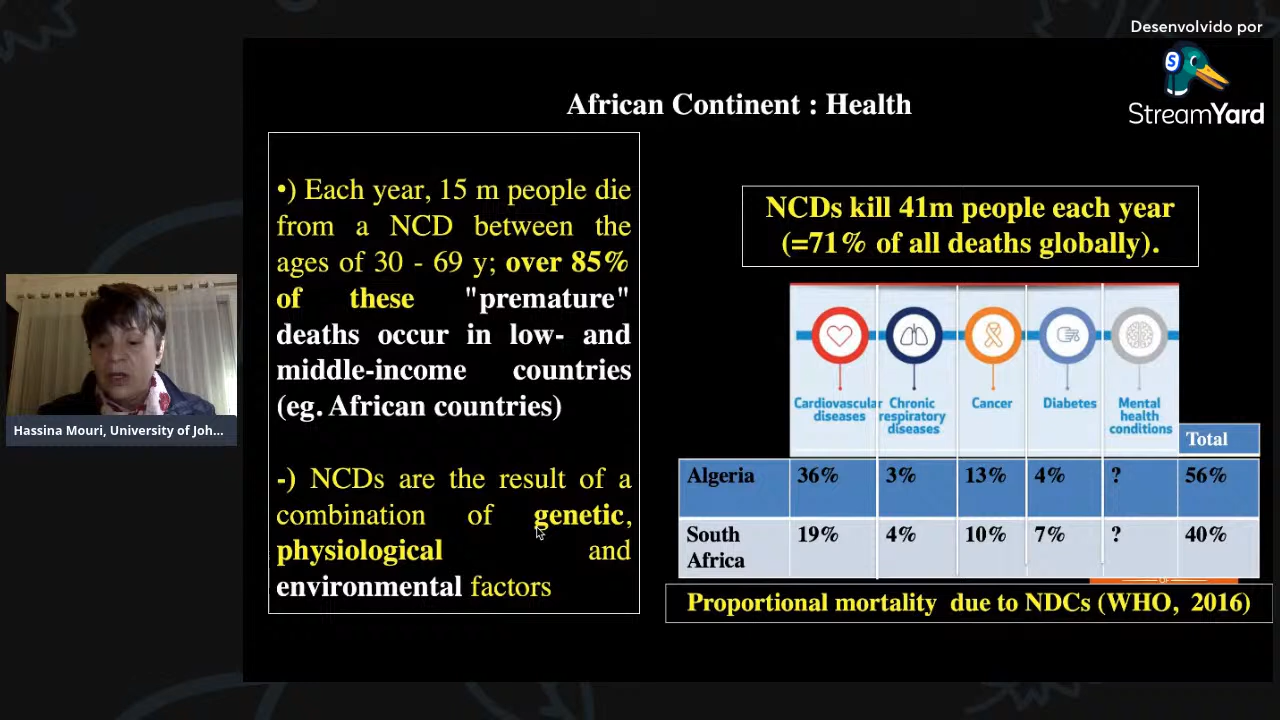 Desenvolvido por
StreamYard
African Continent : Health
•) Each year, 15 m people die
from a NCD between the
ages of 30 - 69 y; over 85%
of these "premature"
deaths occur in low- and
middle-income countries
(eg. African countries)
-) NCDs are the result of a
combination of genetic,
physiological and
environmental factors
NCDs kill 41m people each year
(=71% of all deaths globally).
Cardiovascular
diseases
Chronic
respiratory
diseases
Cancer
Diabetes
Mental
health
conditions
Total
Algeria 36% 3% 13% 4% ? 56%
South
Africa 19% 4% 10% 7% ? 40%
Proportional mortality due to NDCs (WHO, 2016)
Hassina Mouri, University of Joh...